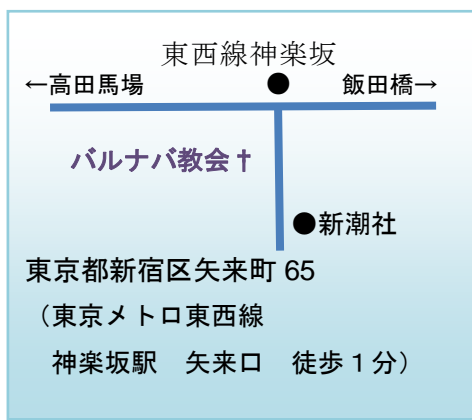 東西線神楽坂
←高田馬場 ● 飯田橋→
バルナバ教会✝
●新潮社
東京都新宿区矢来町 65
（東京メトロ東西線
神楽坂駅　矢来口　徒歩１分）